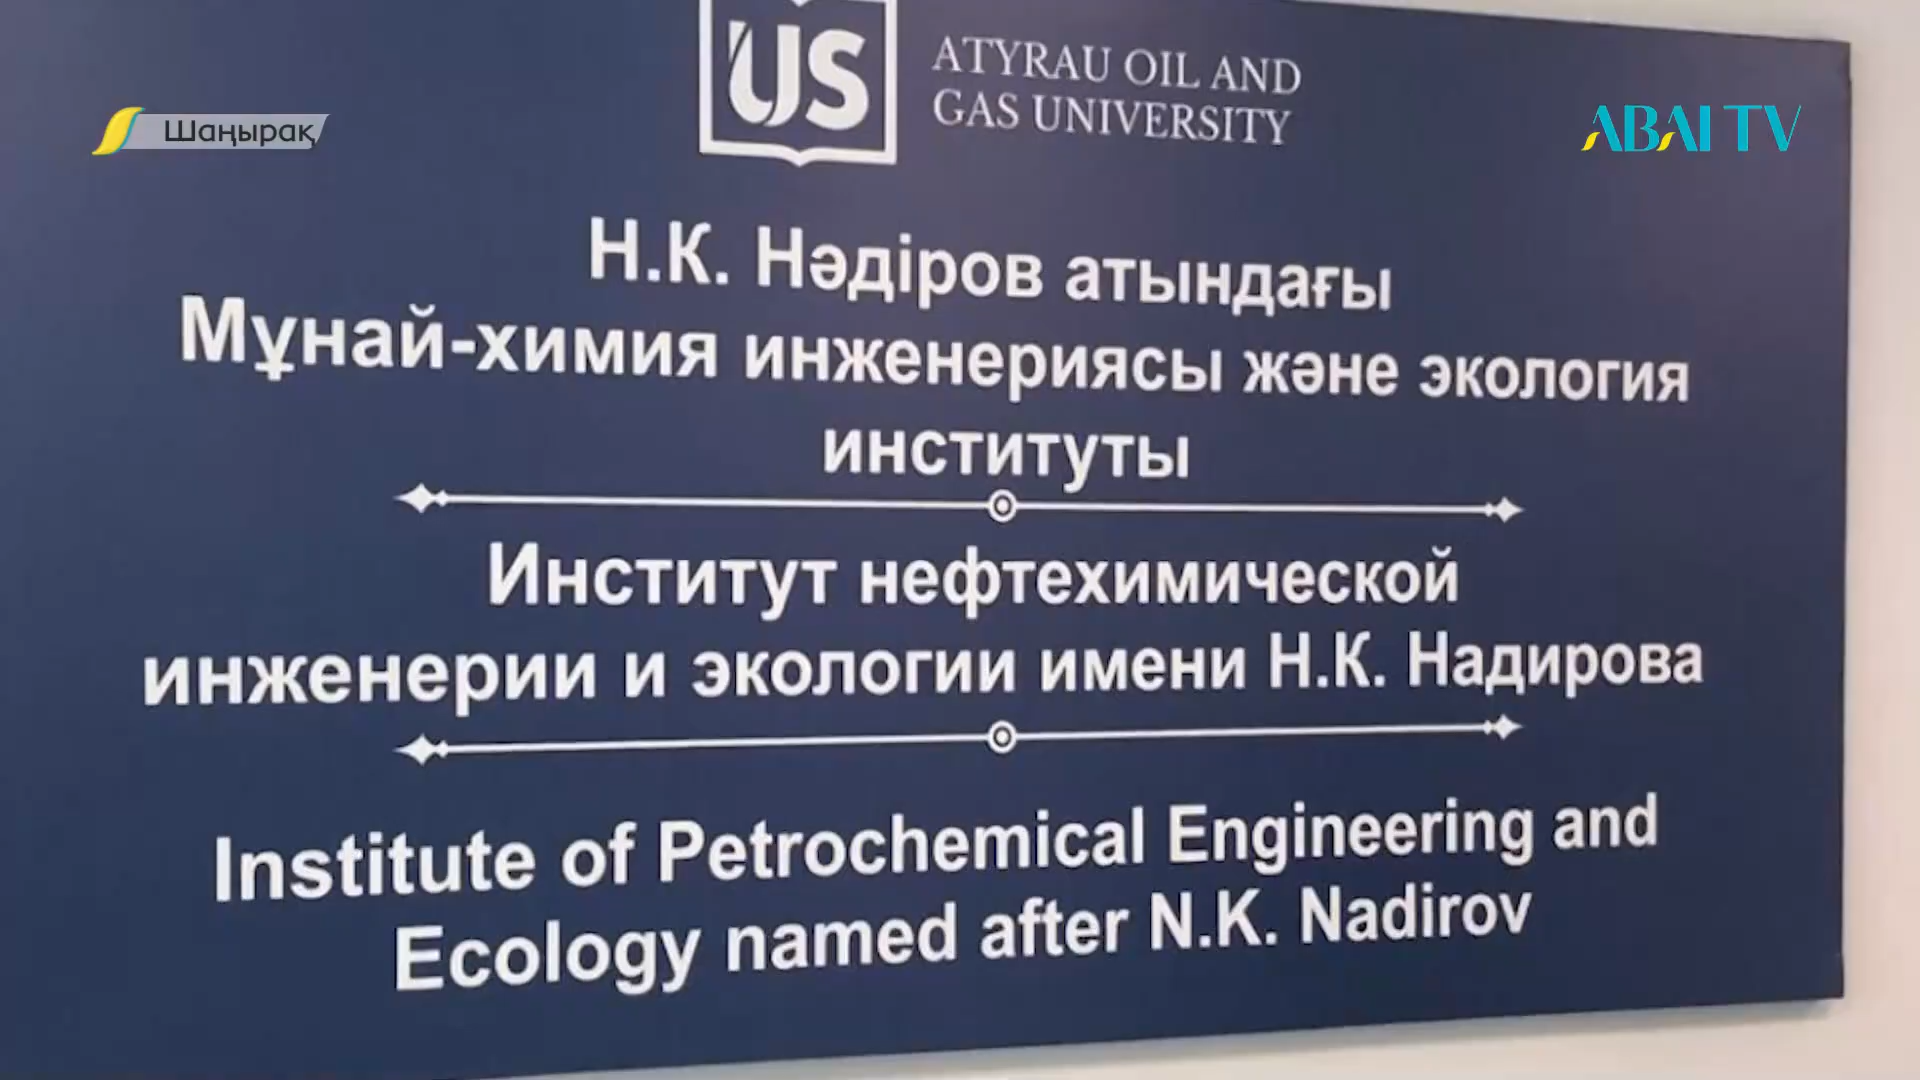 US
ATYRAU OIL AND
GAS UNIVERSITY
Шаңырақ
ABAI TV
Н.К. Нәдіров атындағы
Мұнай-химия инженериясы және экология
институты
Институт нефтехимической
инженерии и экологии имени Н.К. Надирова
Institute of Petrochemical Engineering and
Ecology named after N.K. Nadirov